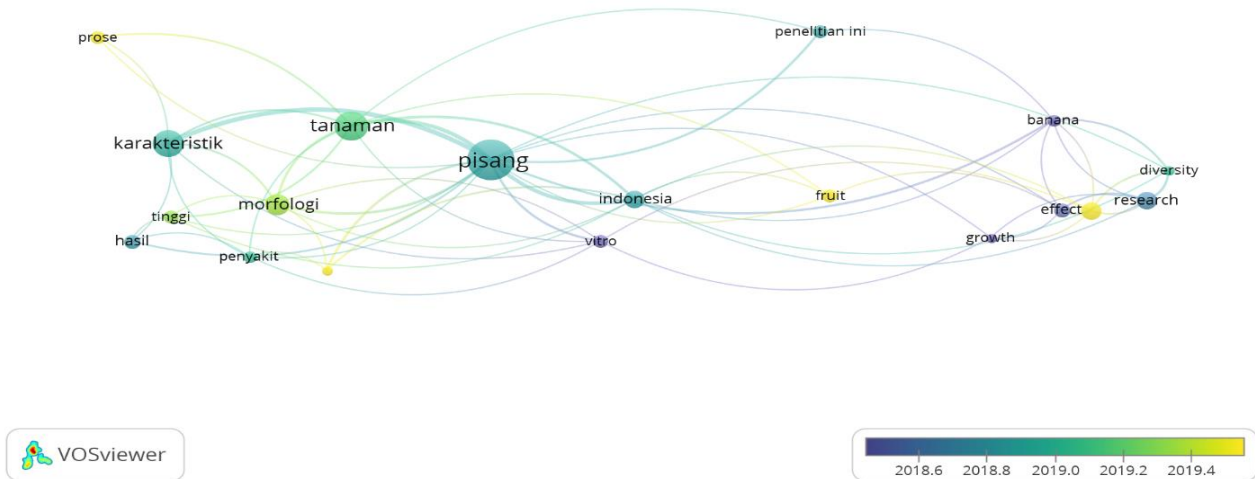 prose
penelitian ini
tanaman
banana
karakteristik
pisang
diversity
fruit
indonesia
research
morfologi
effect
tinggi
growth
hasil
vitro
penyakit
VOSviewer
2018.6 2018.8 2019.0 2019.2 2019.4